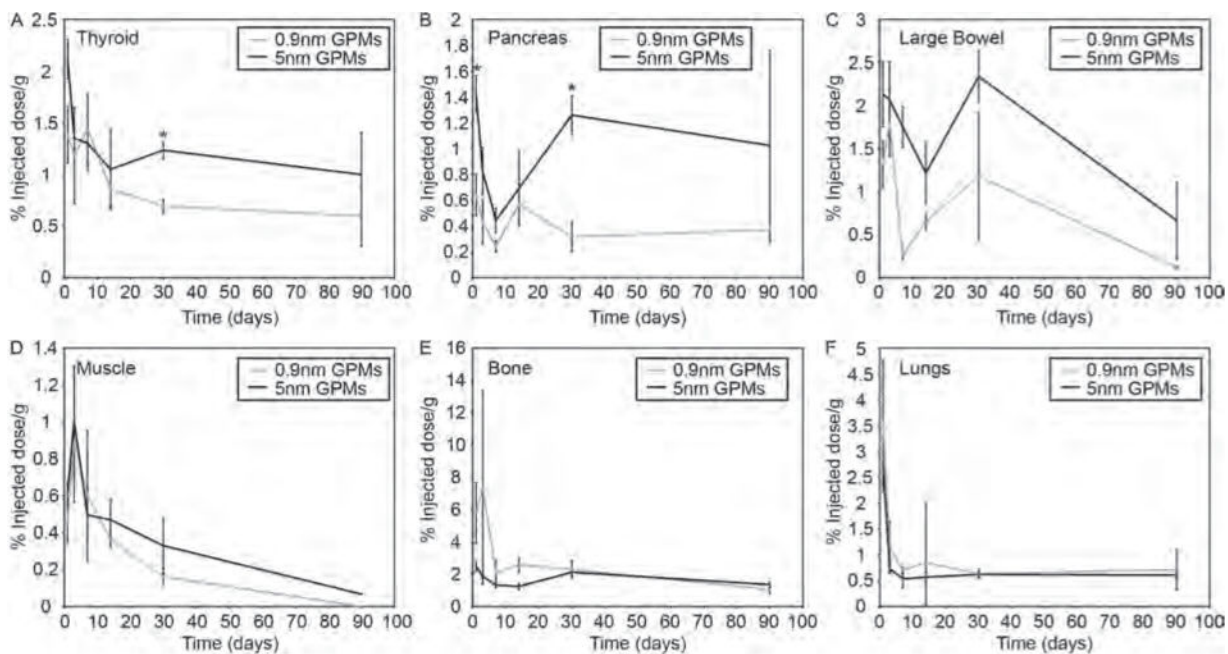 A
Thyroid
0.9nm GPMs
5nm GPMs
% Injected dose/g
2.5
2
1.5
1
0.5
0
*
0 10 20 30 40 50 60 70 80 90 100
Time (days)
B
Pancreas
0.9nm GPMs
5nm GPMs
% Injected dose/g
2
1.8
1.6
1.4
1.2
1
0.8
0.6
0.4
0.2
0
*
*
0 10 20 30 40 50 60 70 80 90 100
Time (days)
C
Large Bowel
0.9nm GPMs
5nm GPMs
% Injected dose/g
3
2.5
2
1.5
1
0.5
0
0 10 20 30 40 50 60 70 80 90 100
Time (days)
D
Muscle
0.9nm GPMs
5nm GPMs
% Injected dose/g
1.4
1.2
1
0.8
0.6
0.4
0.2
0
0 10 20 30 40 50 60 70 80 90 100
Time (days)
E
Bone
0.9nm GPMs
5nm GPMs
% Injected dose/g
16
14
12
10
8
6
4
2
0
0 10 20 30 40 50 60 70 80 90 100
Time (days)
F
Lungs
0.9nm GPMs
5nm GPMs
% Injected dose/g
5
4.5
4
3.5
3
2.5
2
1.5
1
0.5
0
0 10 20 30 40 50 60 70 80 90 100
Time (days)